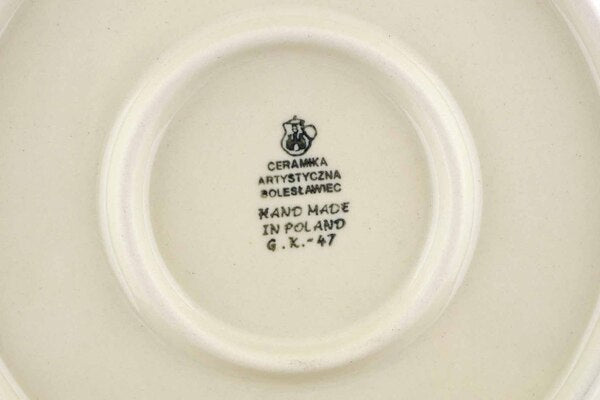 CERAMIKA
ARTYSTYCZNA
BOLESŁAWIEC
HAND MADE
IN POLAND
G.K.-47